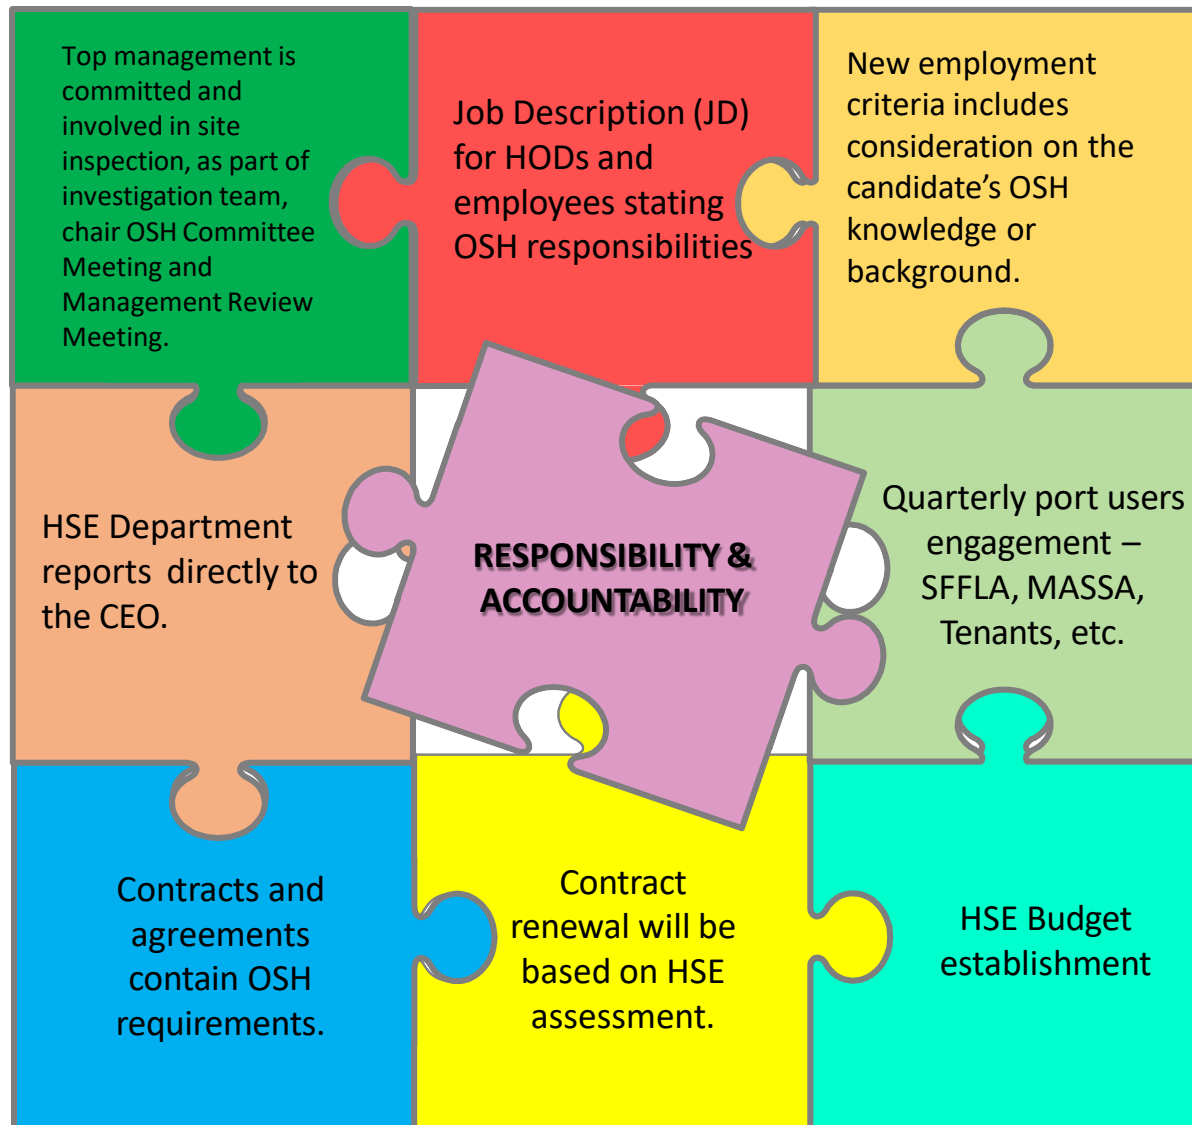 Top management is
committed and
involved in site
inspection, as part of
investigation team,
chair OSH Committee
Meeting and
Management Review
Meeting.
Job Description (JD)
for HODs and
employees stating
OSH responsibilities
New employment
criteria includes
consideration on the
candidate's OSH
knowledge or
background.
HSE Department
reports directly to
the CEO.
RESPONSIBILITY &
ACCOUNTABILITY
Quarterly port users
engagement –
SFFLA, MASSA,
Tenants, etc.
Contracts and
agreements
contain OSH
requirements.
Contract
renewal will be
based on HSE
assessment.
HSE Budget
establishment